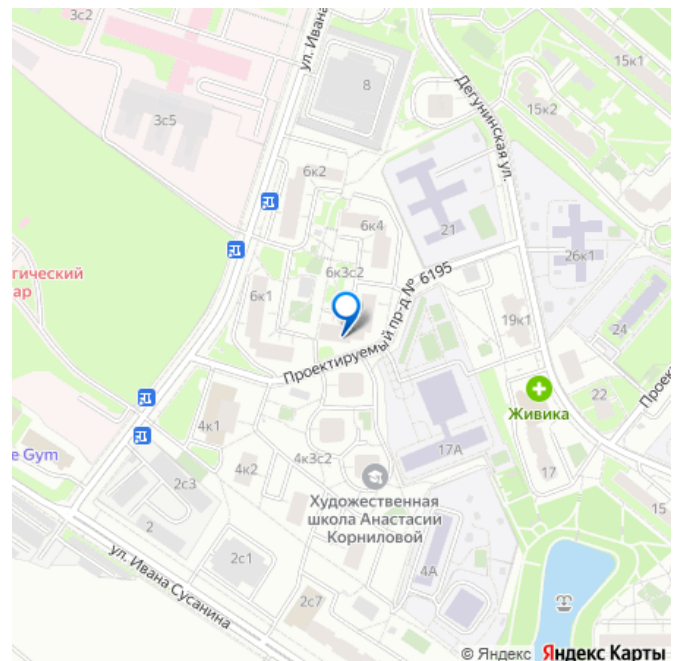 3с2
15к1
ул. Ивана
8
Дегунинская ул.
15к2
3с5
6к2
6к4
21
26к1
6к3с2
гический
ар
Проектируемый пр-д № 6195
6к1
19к1
24
Живика
22
Проек
4к1
e Gym
17А
4к2
4к3с2
17
2с3
Художественная
школа Анастасии
Корниловой
15
2
ул. Ивана Сусанина
2с1
4А
2с7
© Яндекс Яндекс Карты